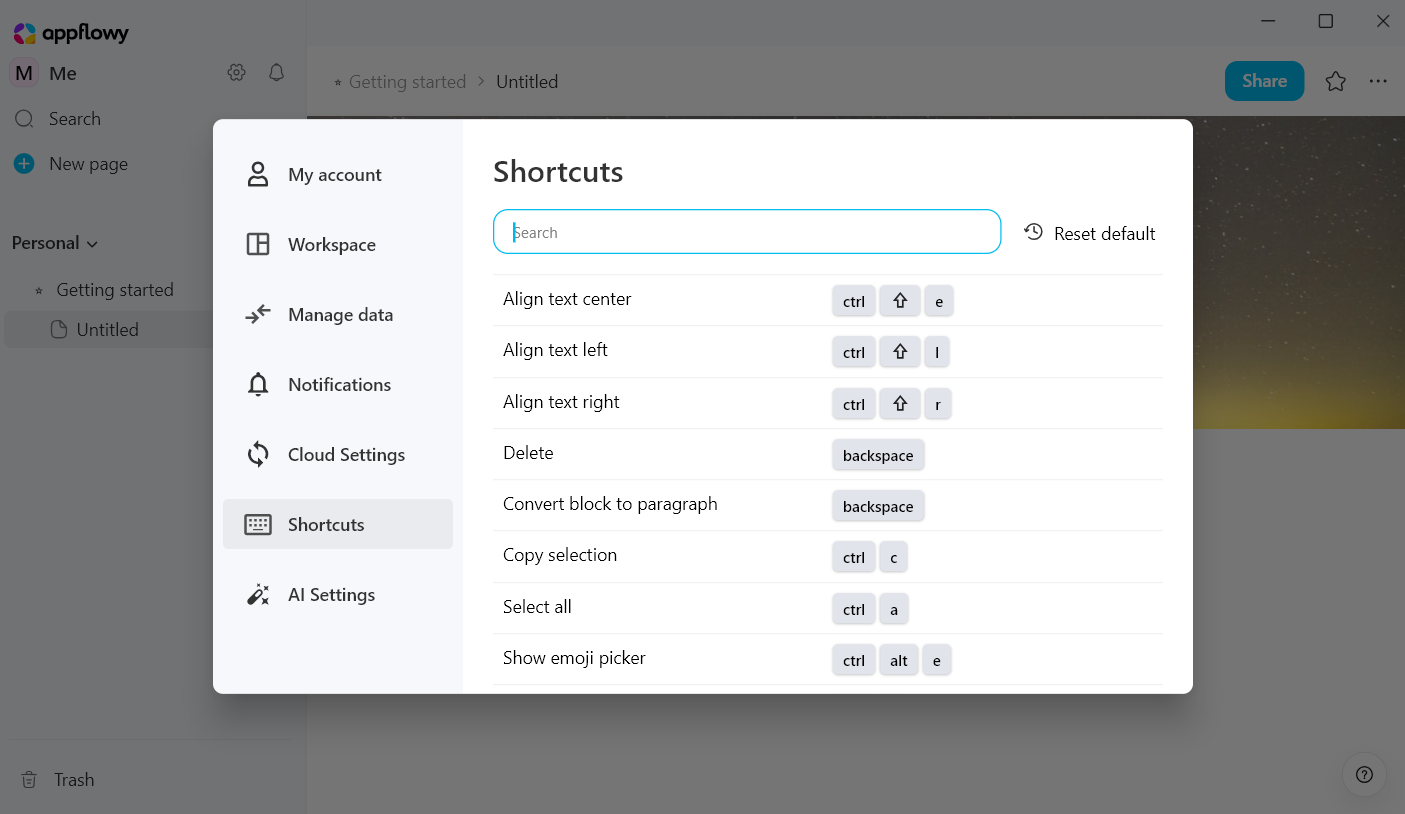 appflowy
M Me
Search
New page
Personal
Getting started
Untitled
Trash
Getting started > Untitled
Share
My account
Workspace
Manage data
Notifications
Cloud Settings
Shortcuts
AI Settings
Shortcuts
Search
Reset default
Align text center ctrl ⇧ e
Align text left ctrl ⇧ l
Align text right ctrl ⇧ r
Delete backspace
Convert block to paragraph backspace
Copy selection ctrl c
Select all ctrl a
Show emoji picker ctrl alt e